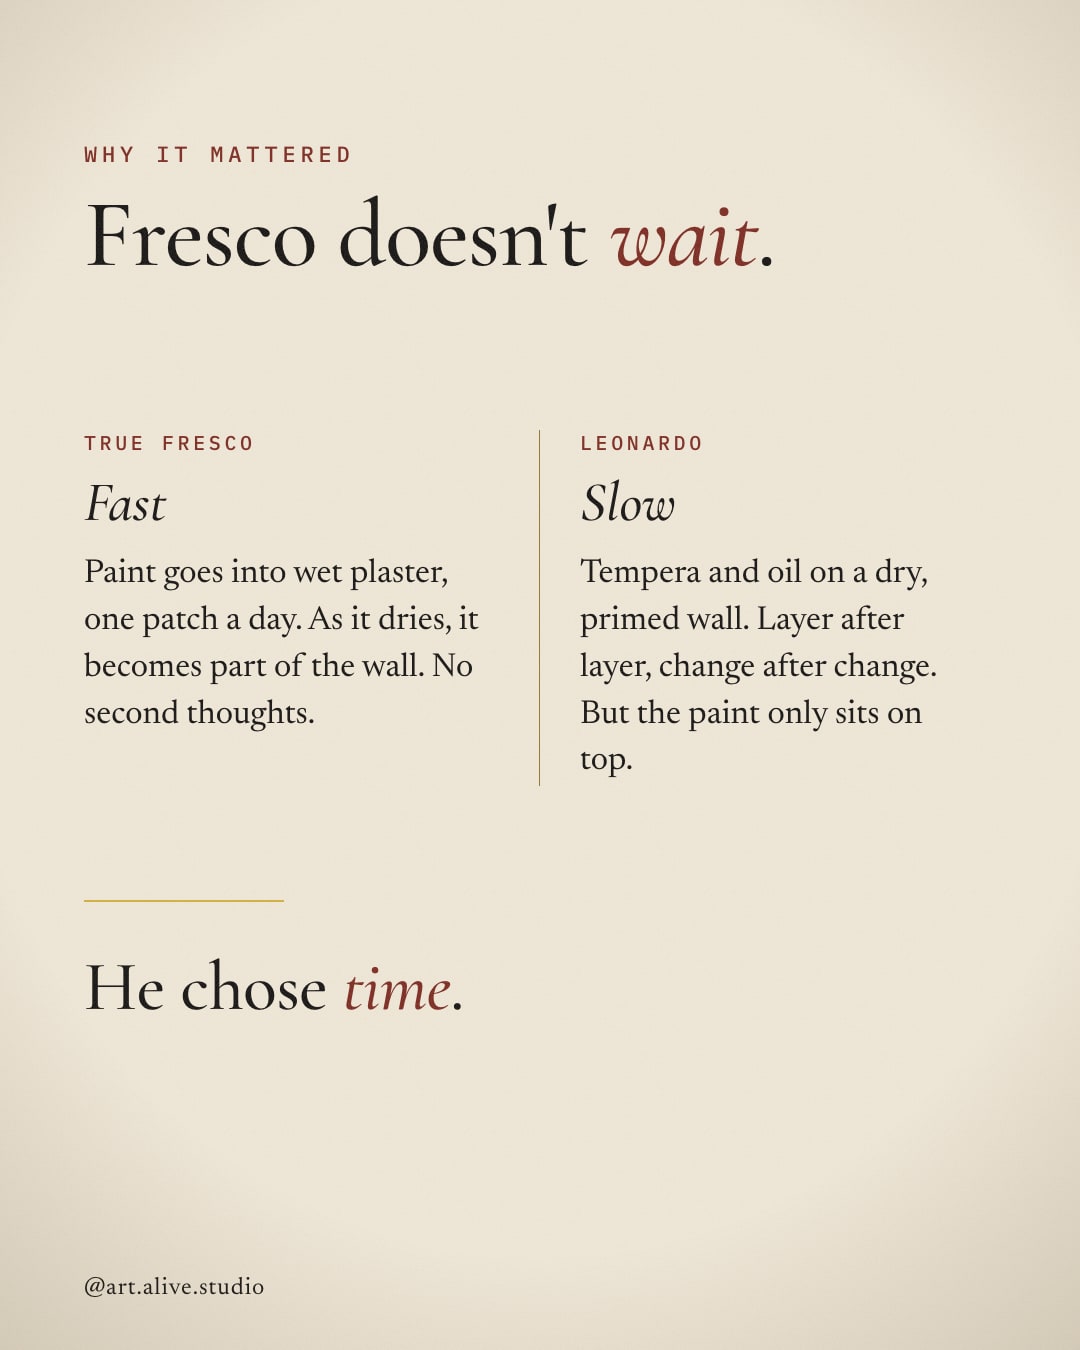 WHY IT MATTERED
Fresco doesn't wait.
TRUE FRESCO
Fast
Paint goes into wet plaster,
one patch a day. As it dries, it
becomes part of the wall. No
second thoughts.
LEONARDO
Slow
Tempera and oil on a dry,
primed wall. Layer after
layer, change after change.
But the paint only sits on
top.
He chose time.
@art.alive.studio